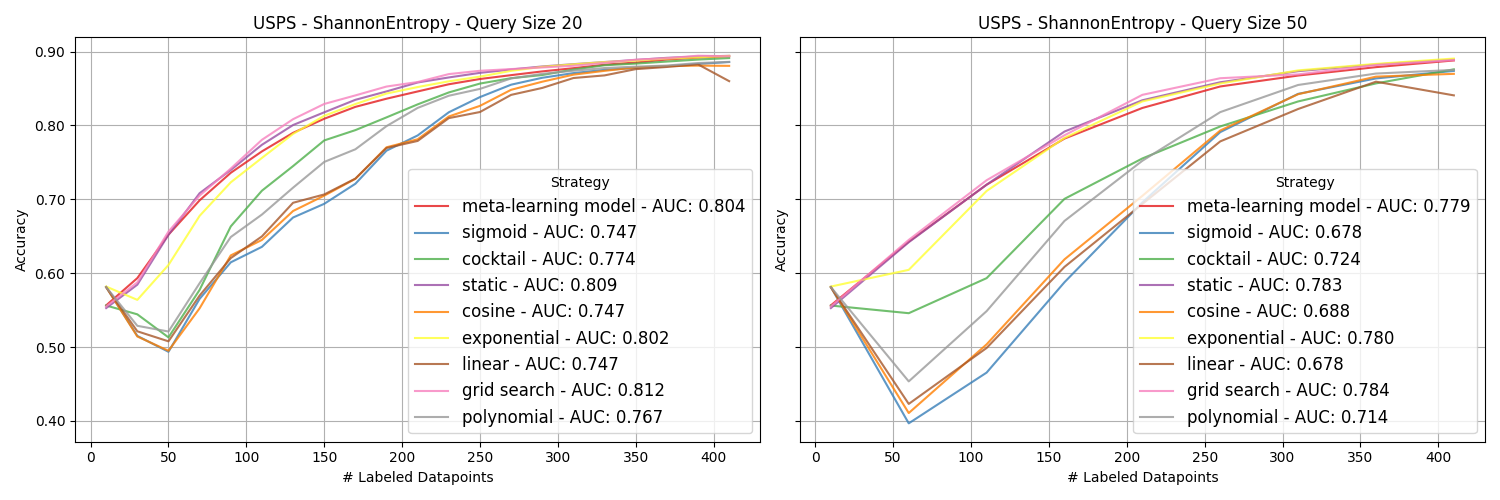 USPS - ShannonEntropy - Query Size 20
0.90
0.80
0.70
0.60
0.50
0.40
Accuracy
0 50 100 150 200 250 300 350 400
# Labeled Datapoints
Strategy
meta-learning model - AUC: 0.804
sigmoid - AUC: 0.747
cocktail - AUC: 0.774
static - AUC: 0.809
cosine - AUC: 0.747
exponential - AUC: 0.802
linear - AUC: 0.747
grid search - AUC: 0.812
polynomial - AUC: 0.767
USPS - ShannonEntropy - Query Size 50
Accuracy
0 50 100 150 200 250 300 350 400
# Labeled Datapoints
Strategy
meta-learning model - AUC: 0.779
sigmoid - AUC: 0.678
cocktail - AUC: 0.724
static - AUC: 0.783
cosine - AUC: 0.688
exponential - AUC: 0.780
linear - AUC: 0.678
grid search - AUC: 0.784
polynomial - AUC: 0.714